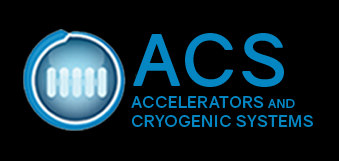 ACS
ACCELERATORS AND
CRYOGENIC SYSTEMS